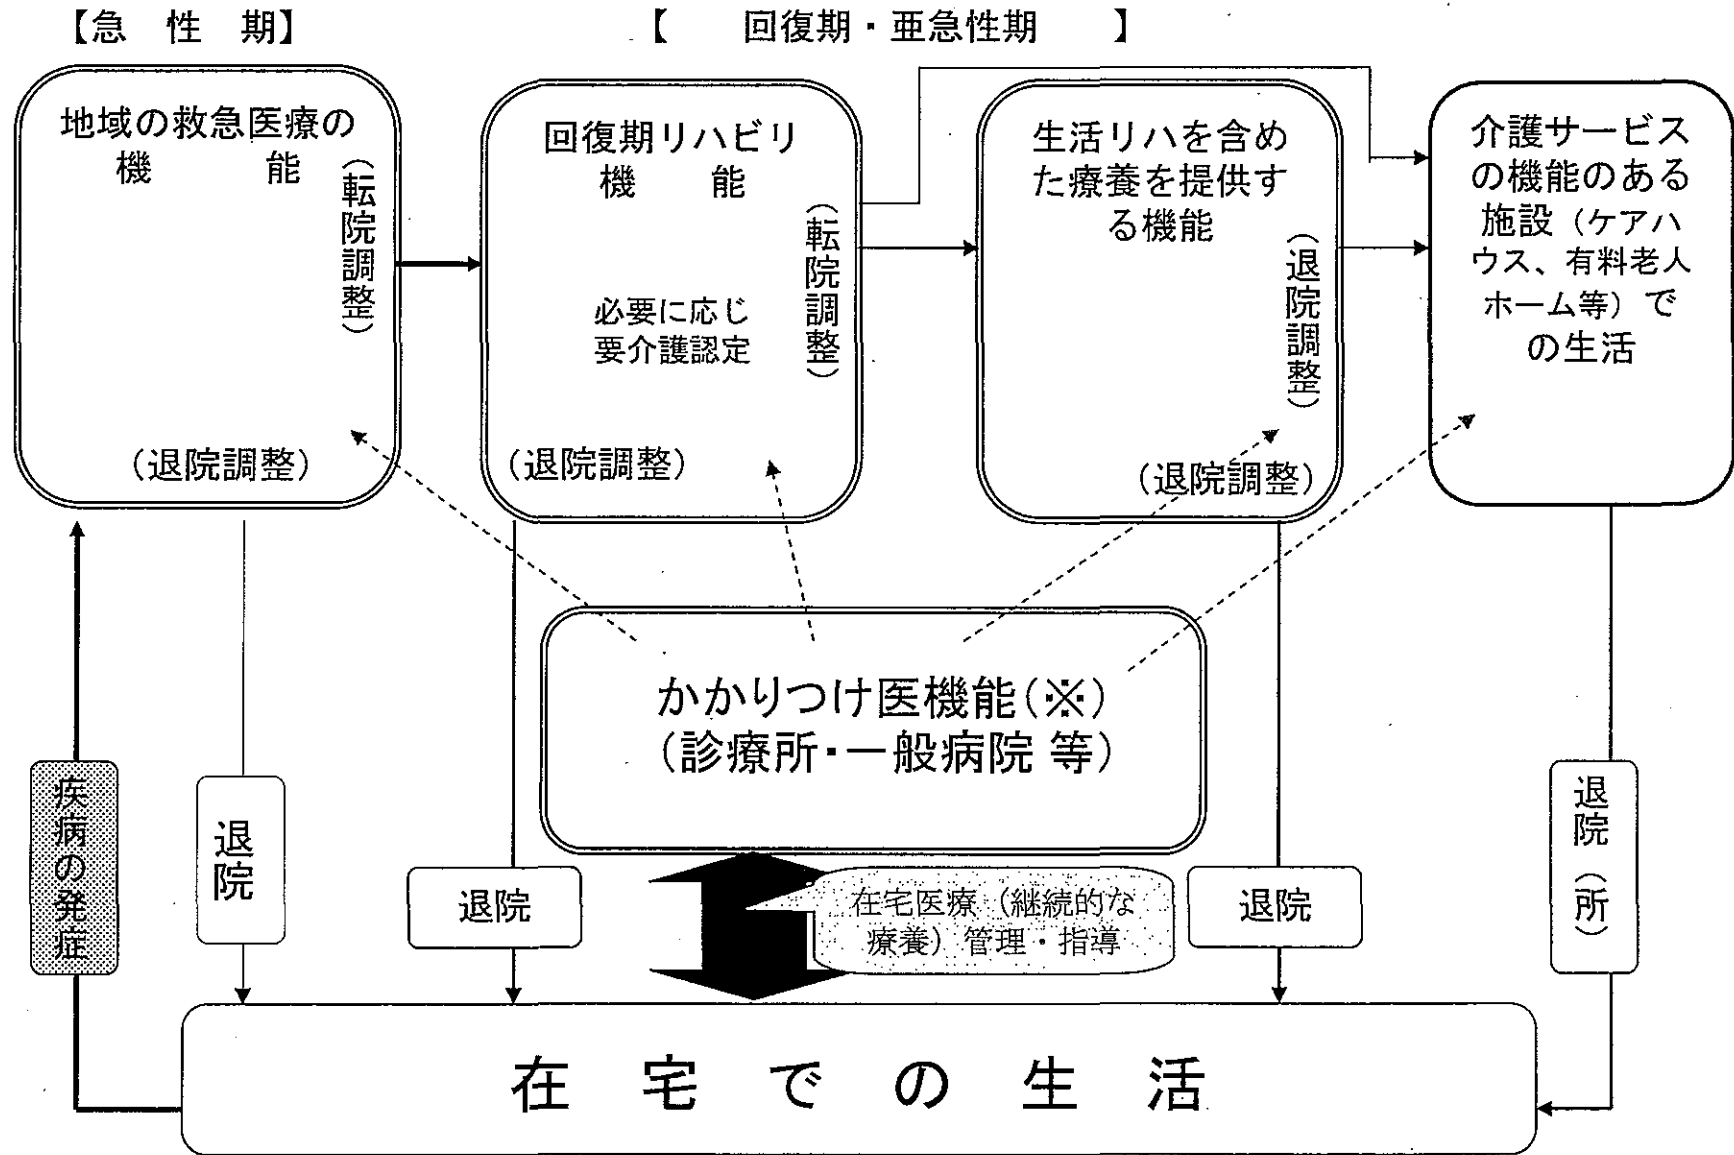 【急　性　期】
【　　回復期・亜急性期　　】
地域の救急医療の
機　　　能
（転院調整）
（退院調整）
回復期リハビリ
機　　能
（転院調整）
必要に応じ
要介護認定
（退院調整）
生活リハを含め
た療養を提供す
る機能
（退院調整）
（退院調整）
介護サービス
の機能のある
施設（ケアハ
ウス、有料老人
ホーム等）で
の生活
かかりつけ医機能（※）
（診療所・一般病院 等）
疾病の発症
退院
退院
在宅医療（継続的な
療養）管理・指導
退院
退院（所）
在　宅　で　の　生　活